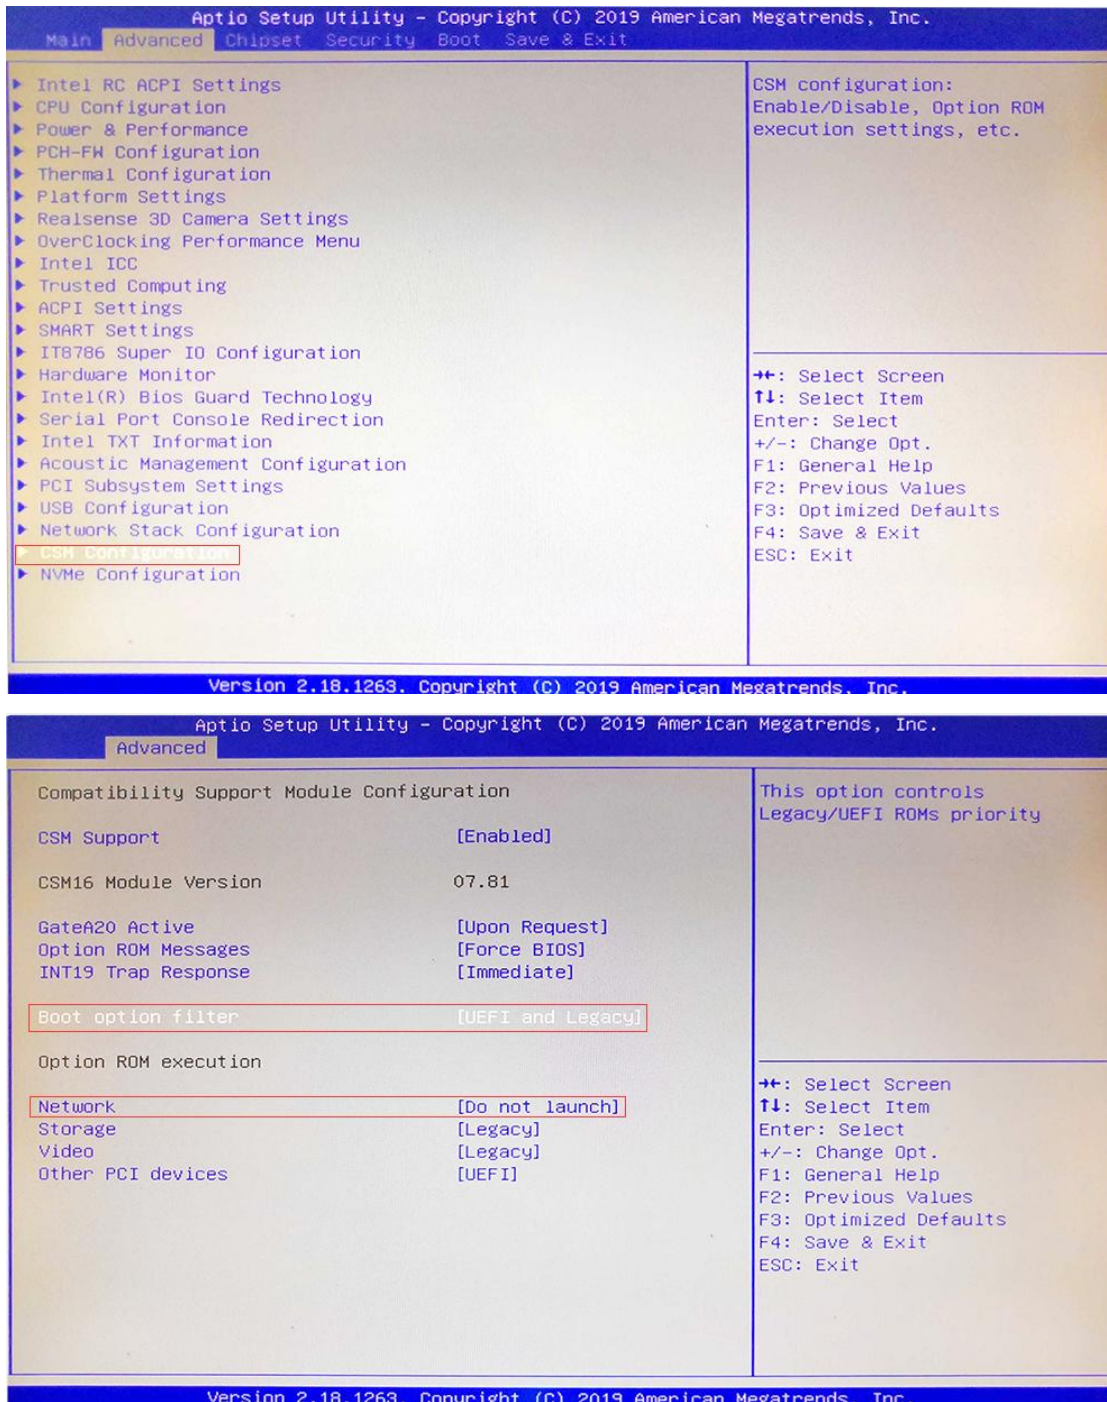 Aptio Setup Utility – Copyright (C) 2019 American Megatrends, Inc.
Main Advanced Chipset Security Boot Save & Exit
Intel RC ACPI Settings
CPU Configuration
Power & Performance
PCH-FW Configuration
Thermal Configuration
Platform Settings
Realsense 3D Camera Settings
OverClocking Performance Menu
Intel ICC
Trusted Computing
ACPI Settings
SMART Settings
IT8786 Super IO Configuration
Hardware Monitor
Intel(R) Bios Guard Technology
Serial Port Console Redirection
Intel TXT Information
Acoustic Management Configuration
PCI Subsystem Settings
USB Configuration
Network Stack Configuration
CSM Configuration
NVMe Configuration
CSM configuration:
Enable/Disable, Option ROM
execution settings, etc.
→←: Select Screen
↑↓: Select Item
Enter: Select
+/-: Change Opt.
F1: General Help
F2: Previous Values
F3: Optimized Defaults
F4: Save & Exit
ESC: Exit
Version 2.18.1263. Copyright (C) 2019 American Megatrends, Inc.
Aptio Setup Utility – Copyright (C) 2019 American Megatrends, Inc.
Advanced
Compatibility Support Module Configuration
CSM Support [Enabled]
CSM16 Module Version 07.81
GateA20 Active [Upon Request]
Option ROM Messages [Force BIOS]
INT19 Trap Response [Immediate]
Boot option filter [UEFI and Legacy]
Option ROM execution
Network [Do not launch]
Storage [Legacy]
Video [Legacy]
Other PCI devices [UEFI]
This option controls
Legacy/UEFI ROMs priority
→←: Select Screen
↑↓: Select Item
Enter: Select
+/-: Change Opt.
F1: General Help
F2: Previous Values
F3: Optimized Defaults
F4: Save & Exit
ESC: Exit
Version 2.18.1263. Copyright (C) 2019 American Megatrends, Inc.